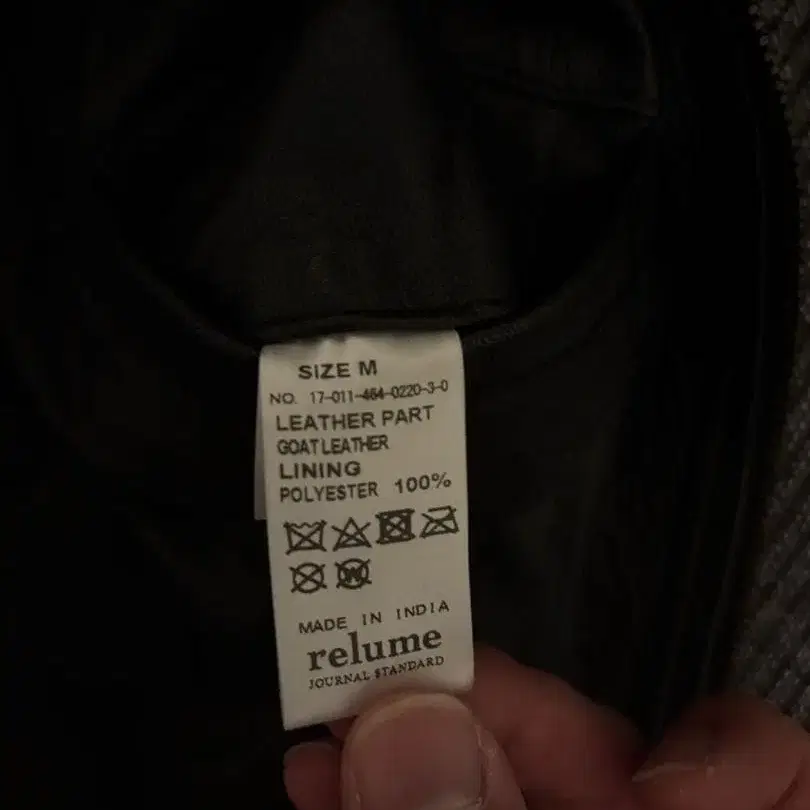 SIZE M
NO. 17-011-464-0220-3-0
LEATHER PART
GOAT LEATHER
LINING
POLYESTER 100%
W
MADE IN INDIA
relume
JOURNAL STANDARD